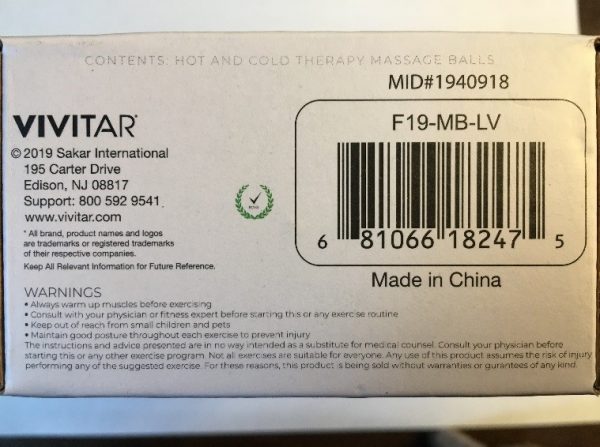 CONTENTS: HOT AND COLD THERAPY MASSAGE BALLS
MID#1940918
VIVITAR®
© 2019 Sakar International
195 Carter Drive
Edison, NJ 08817
Support: 800 592 9541
www.vivitar.com
* All brand, product names and logos
are trademarks or registered trademarks
of their respective companies.
Keep All Relevant Information for Future Reference.
F19-MB-LV
6 81066 18247 5
Made in China
WARNINGS
• Always warm up muscles before exercising
• Consult with your physician or fitness expert before starting this or any exercise routine
• Keep out of reach from small children and pets
• Maintain good posture throughout each exercise to prevent injury
The instructions and advice presented are in no way intended as a substitute for medical counsel. Consult your physician before
starting this or any other exercise program. Not all exercises are suitable for everyone. Any use of this product assumes the risk of injury
performing any of the suggested exercise. For these reasons, this product is being sold without warranties or gurantees of any kind.